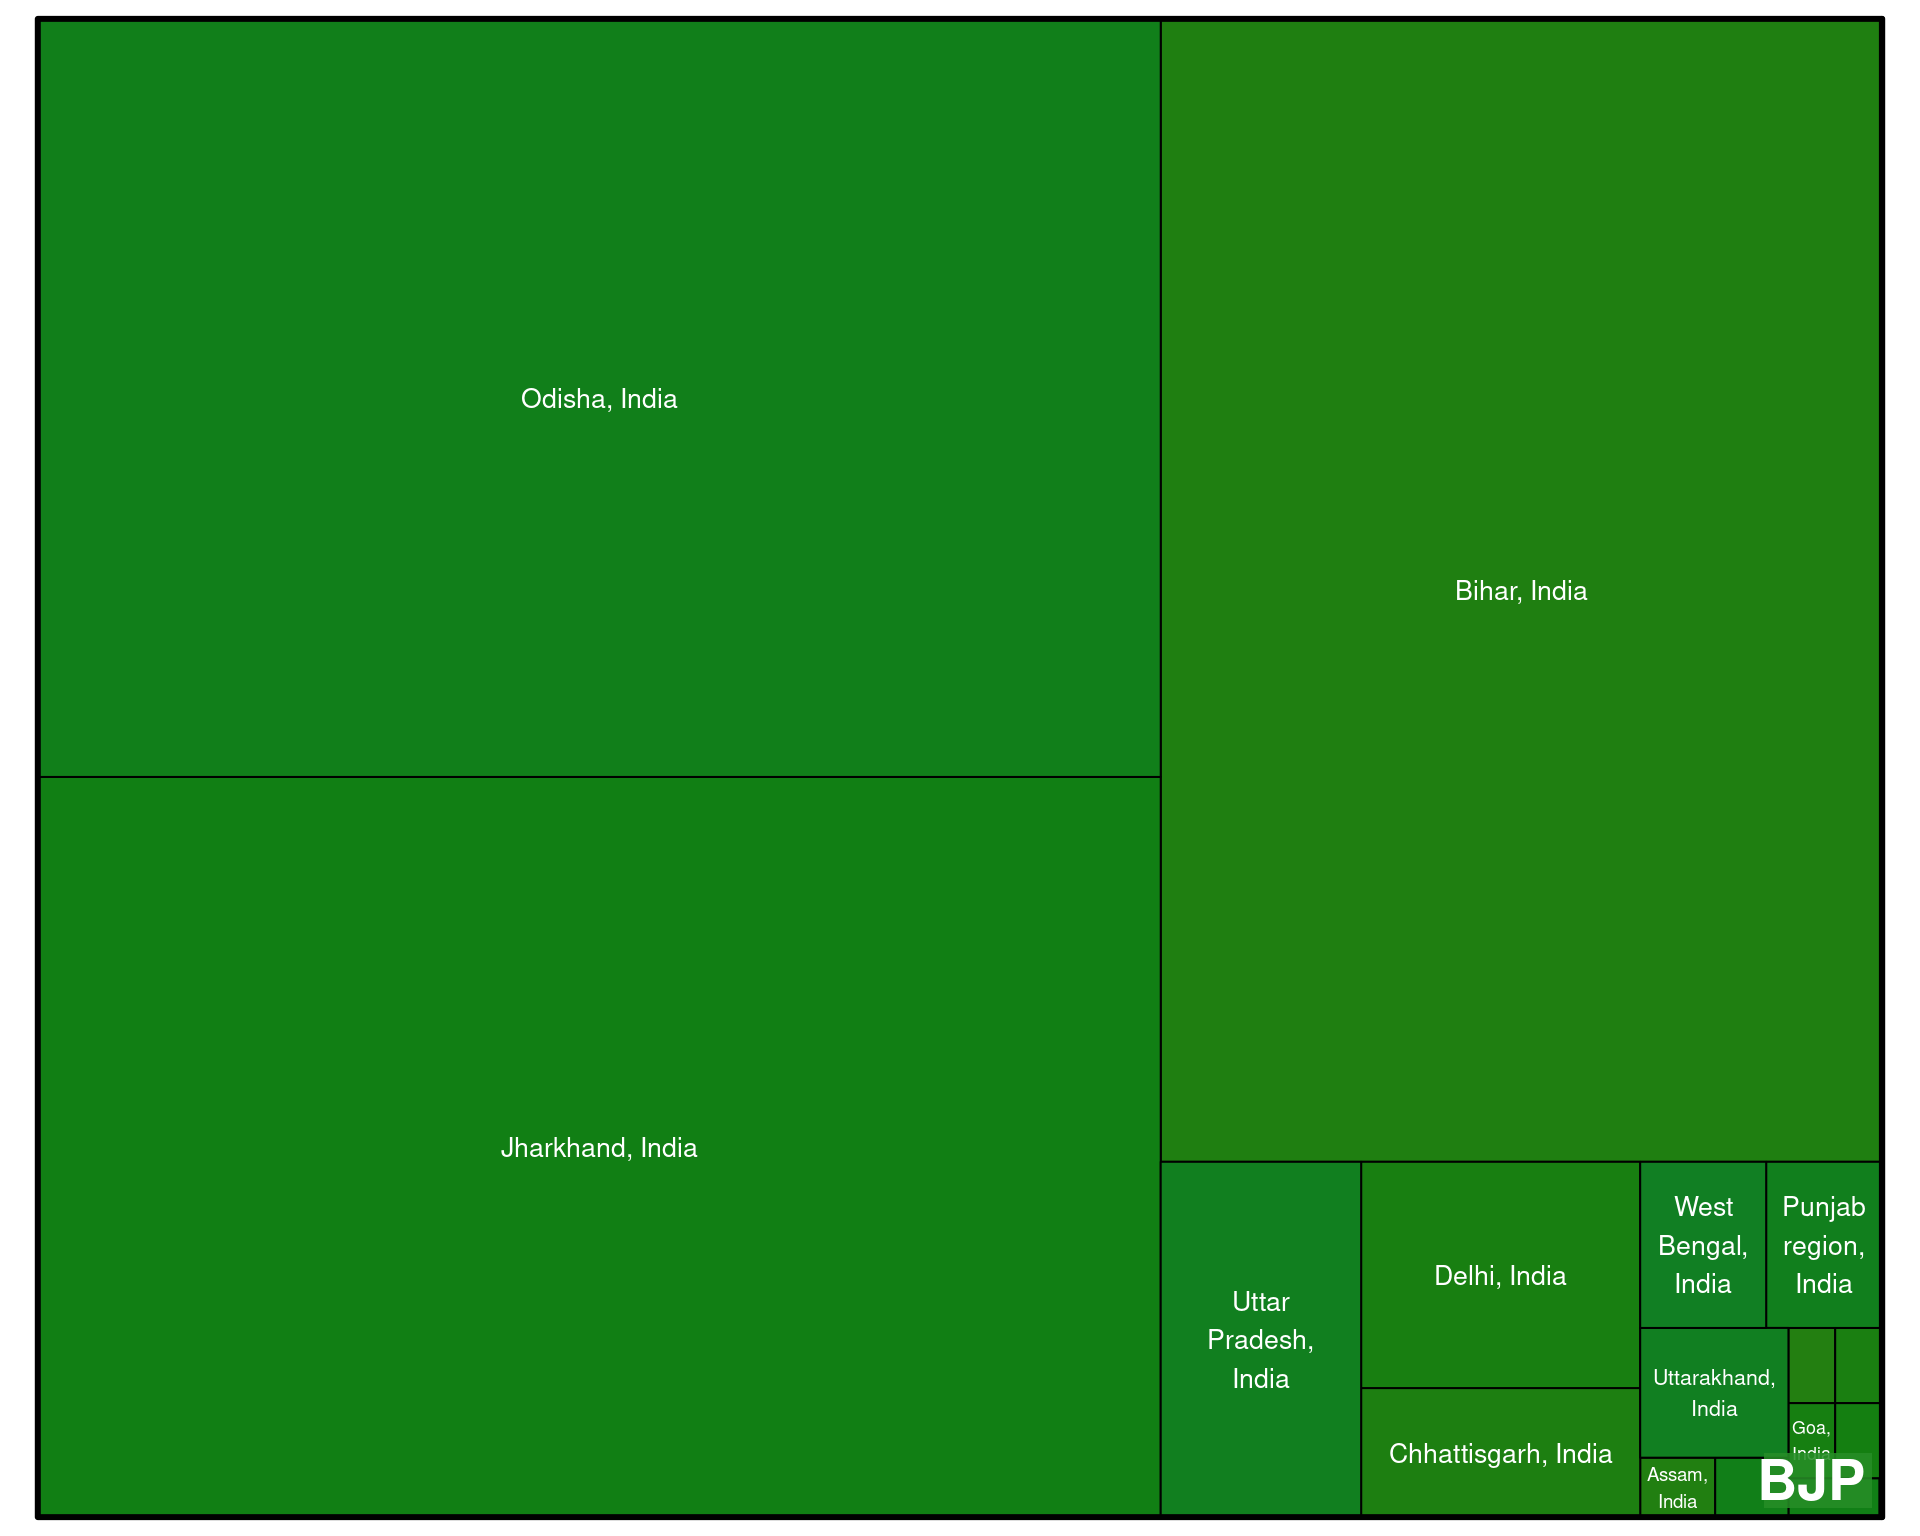 Odisha, India
Bihar, India
Jharkhand, India
Uttar
Pradesh,
India
Delhi, India
Chhattisgarh, India
West
Bengal,
India
Punjab
region,
India
Uttarakhand,
India
Goa,
India
Assam,
India
BJP